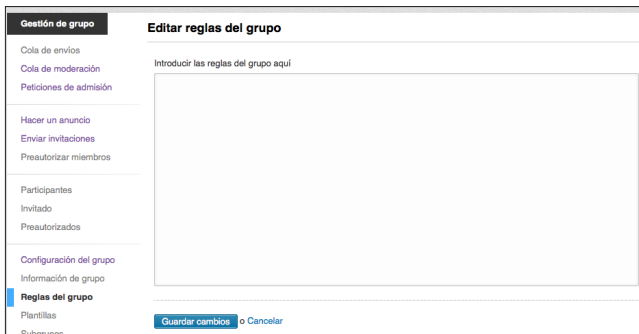 Gestión de grupo
Cola de envíos
Cola de moderación
Peticiones de admisión
Hacer un anuncio
Enviar invitaciones
Preautorizar miembros
Participantes
Invitado
Preautorizados
Configuración del grupo
Información de grupo
Reglas del grupo
Plantillas
Subgrupos
Editar reglas del grupo
Introducir las reglas del grupo aquí
Guardar cambios o Cancelar